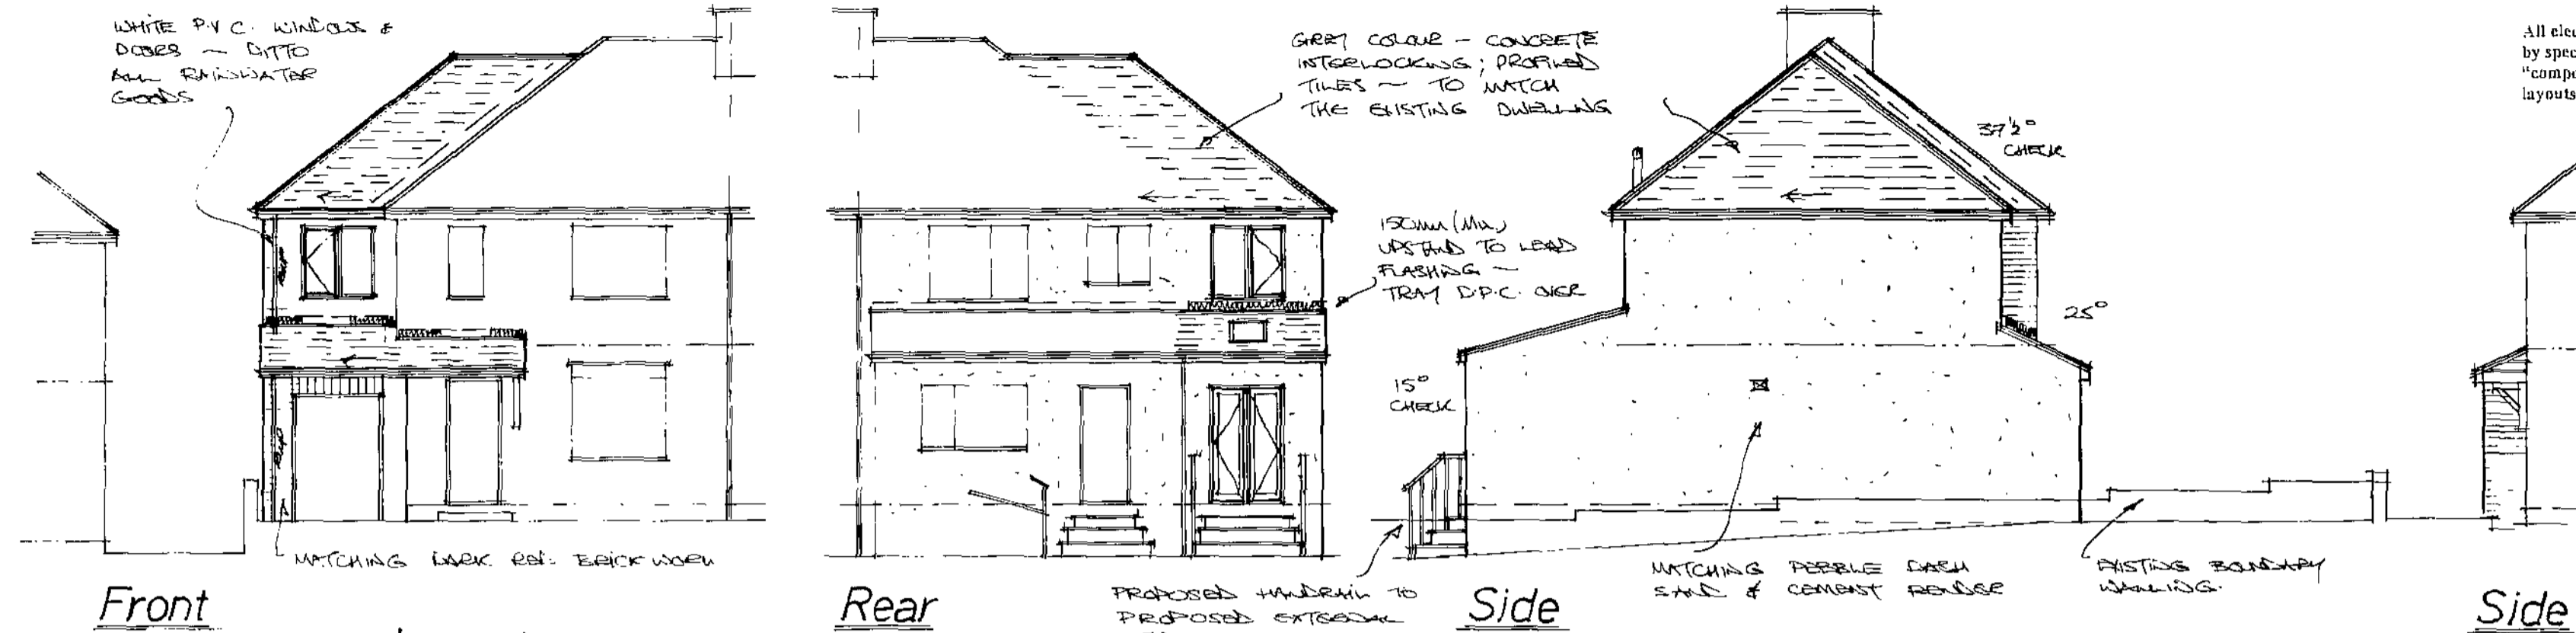 WHITE P.V.C. WINDOWS &
DOORS ~ DITTO
ALL RAINWATER
GOODS
GREY COLOUR - CONCRETE
INTERLOCKING; PROFILED
TILES ~ TO MATCH
THE EXISTING DWELLING
37½°
CHECK
All
by
layouts
150mm (Min)
UPSTAND TO LEAD
FLASHING ~
TRAY D.P.C. OVER
25°
15°
CHECK
MATCHING DARK RED BRICKWORK
MATCHING PEBBLE DASH
SAND & CEMENT RENDER
EXISTING BOUNDARY
WALLING.
PROPOSED HANDRAIL TO
PROPOSED EXTERNAL
Front
Rear
Side
Side